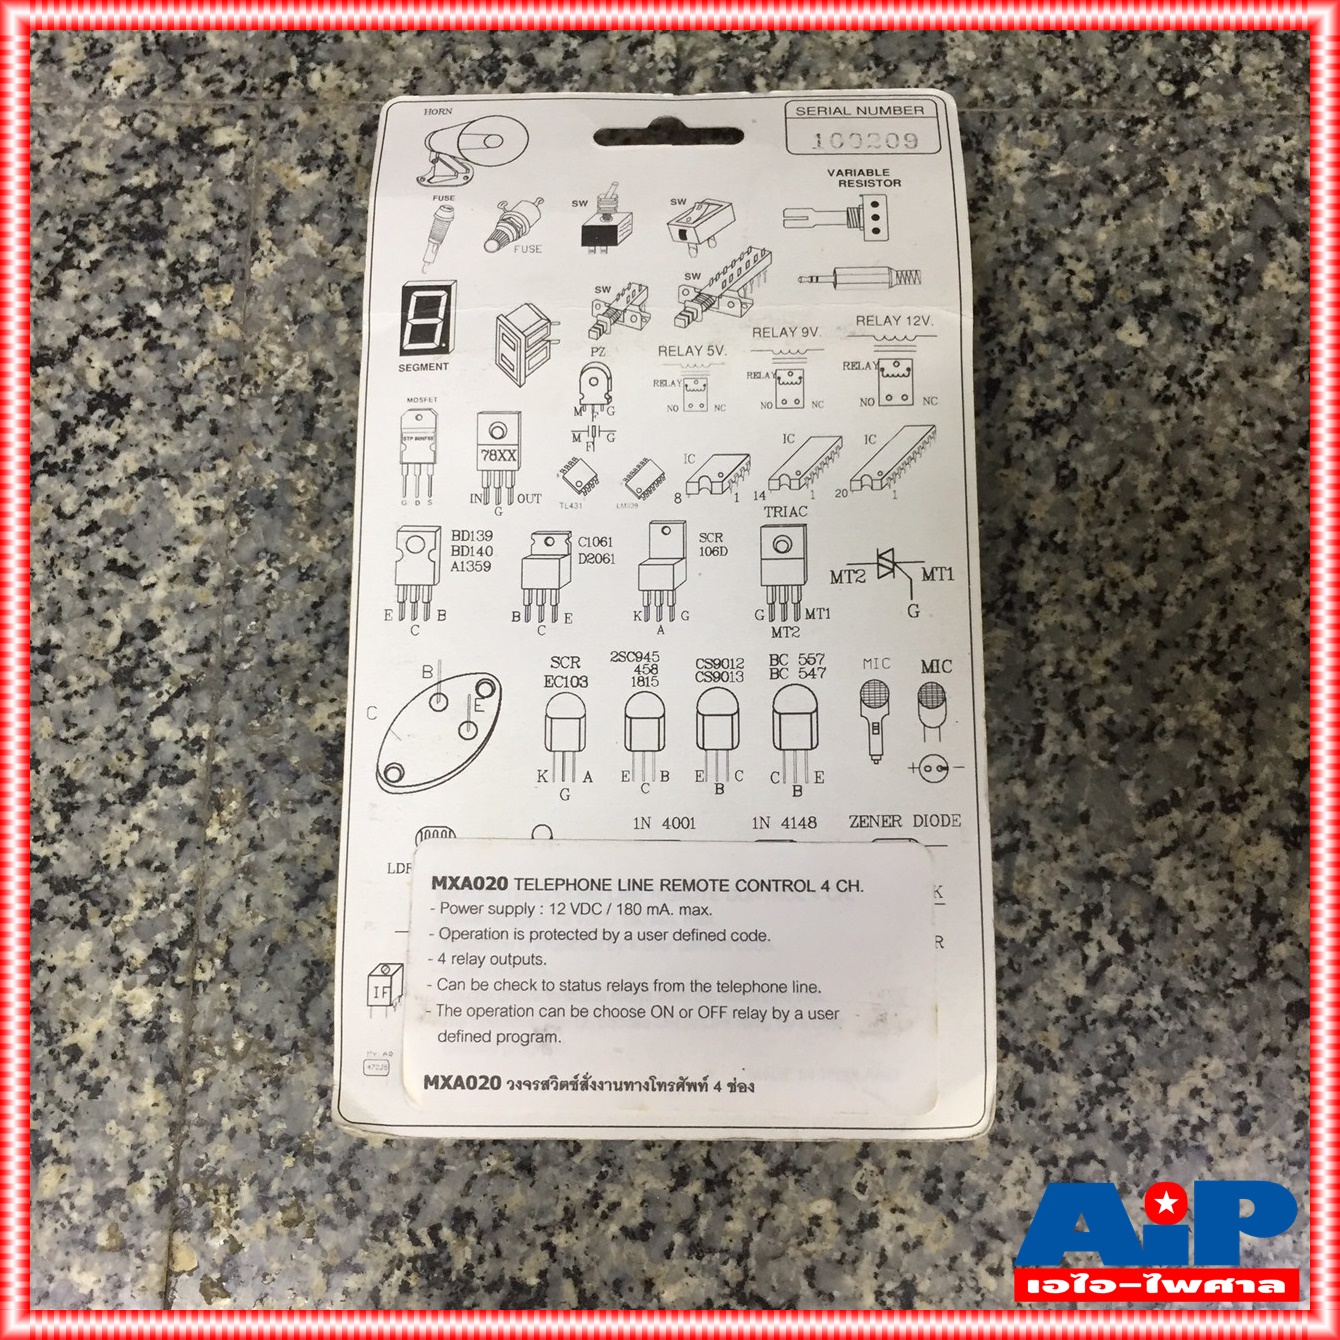 HORN
SERIAL NUMBER
100209
VARIABLE
RESISTOR
FUSE
FUSE
SW
SW
SW
SW
SEGMENT
PZ
M F G
M G
F
RELAY 5V.
RELAY
NO NC
RELAY 9V.
RELAY
NO NC
RELAY 12V.
RELAY
NO NC
MOSFET
G D S
78XX
IN OUT
G
TL431
LM339
IC
8 1
IC
14 1
IC
20 1
BD139
BD140
A1359
E B
C
C1061
D2061
B E
C
SCR
106D
K G
A
TRIAC
G MT1
MT2
MT2 MT1
G
B
C E
SCR
EC103
K A
G
2SC945
458
1815
E B
C
CS9012
CS9013
E C
B
BC 557
BC 547
C E
B
MIC
MIC
+ -
1N 4001
1N 4148
ZENER DIODE
K
R
IF
MXA020 TELEPHONE LINE REMOTE CONTROL 4 CH.
- Power supply : 12 VDC / 180 mA. max.
- Operation is protected by a user defined code.
- 4 relay outputs.
- Can be check to status relays from the telephone line.
- The operation can be choose ON or OFF relay by a user
defined program.
MXA020 วงจรสวิตซ์สั่งงานทางโทรศัพท์ 4 ช่อง
AiP
เอไอ-ไพศาล